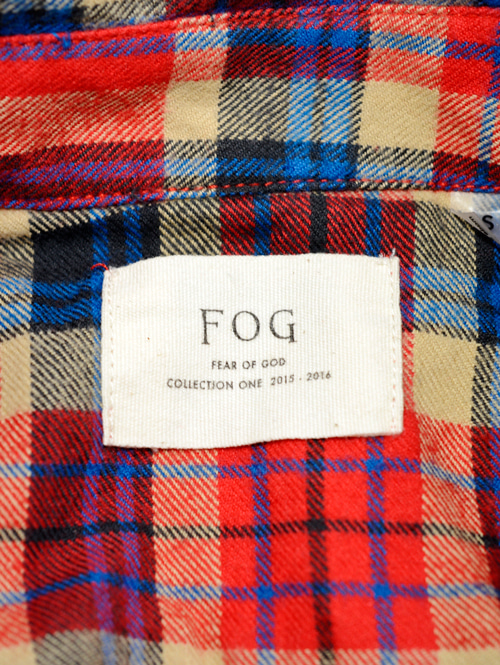 S
FOG
FEAR OF GOD
COLLECTION ONE 2015 - 2016